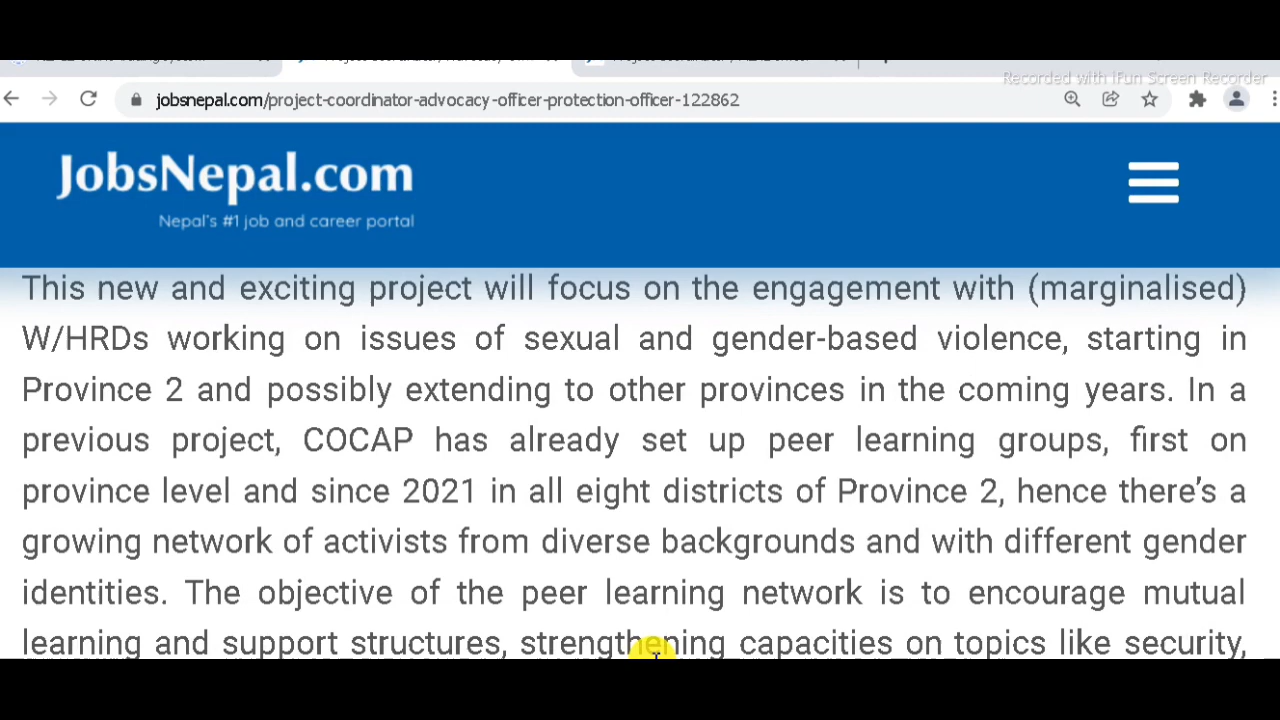 Recorded with iFun Screen Recorder
jobsnepal.com/project-coordinator-advocacy-officer-protection-officer-122862
JobsNepal.com
Nepal's #1 job and career portal
This new and exciting project will focus on the engagement with (marginalised)
W/HRDs working on issues of sexual and gender-based violence, starting in
Province 2 and possibly extending to other provinces in the coming years. In a
previous project, COCAP has already set up peer learning groups, first on
province level and since 2021 in all eight districts of Province 2, hence there's a
growing network of activists from diverse backgrounds and with different gender
identities. The objective of the peer learning network is to encourage mutual
learning and support structures, strengthening capacities on topics like security,